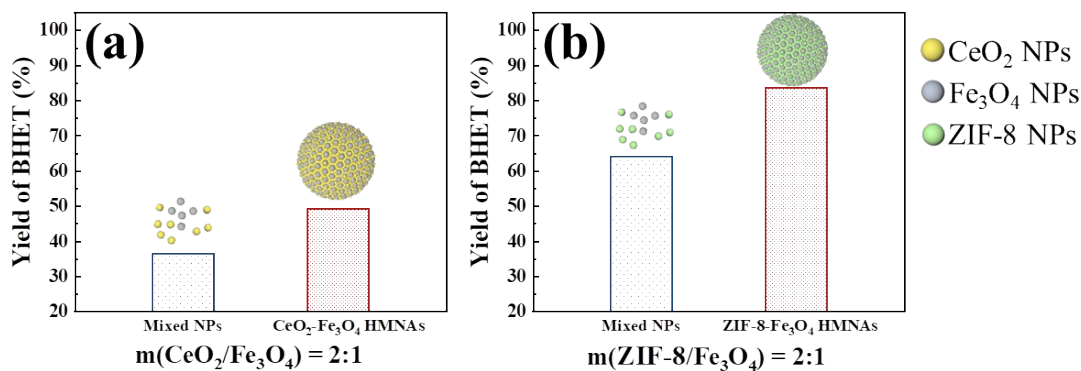 (a)
Yield of BHET (%)
100
90
80
70
60
50
40
30
20
Mixed NPs
CeO₂-Fe₃O₄ HMNAs
m(CeO₂/Fe₃O₄) = 2:1
(b)
Yield of BHET (%)
100
90
80
70
60
50
40
30
20
Mixed NPs
ZIF-8-Fe₃O₄ HMNAs
m(ZIF-8/Fe₃O₄) = 2:1
CeO₂ NPs
Fe₃O₄ NPs
ZIF-8 NPs